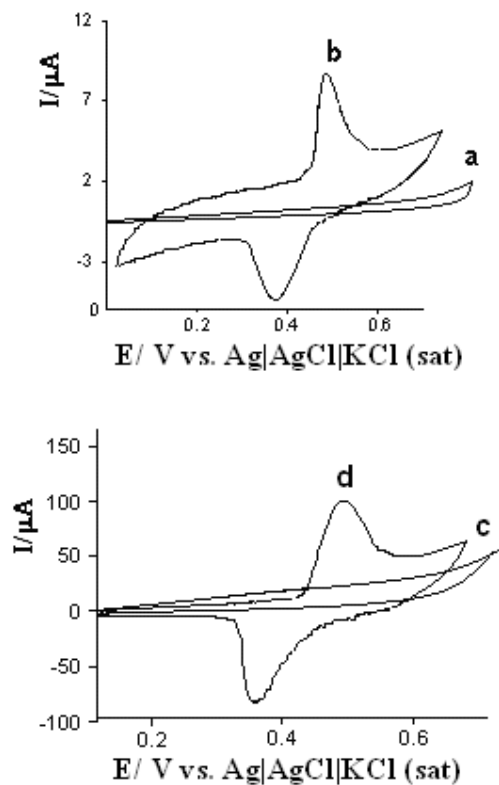 12
I/μA
b
7
a
2
-3
0
0.2 0.4 0.6
E/ V vs. Ag|AgCl|KCl (sat)
150
I/μA
d
100
c
50
0
-50
-100
0.2 0.4 0.6
E/ V vs. Ag|AgCl|KCl (sat)